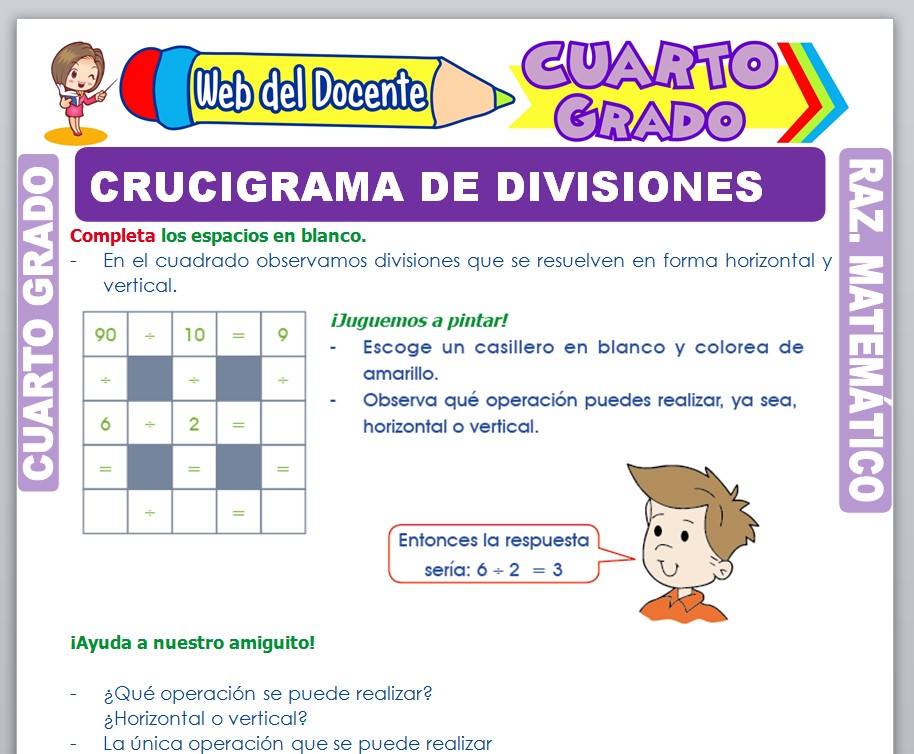 Web del Docente
CUARTO
GRADO
CUARTO GRADO
CRUCIGRAMA DE DIVISIONES
RAZ. MATEMÁTICO
Completa los espacios en blanco.
- En el cuadrado observamos divisiones que se resuelven en forma horizontal y
vertical.
90 ÷ 10 = 9
÷ ÷ ÷
6 ÷ 2 =
= = =
÷ =
¡Juguemos a pintar!
- Escoge un casillero en blanco y colorea de
amarillo.
- Observa qué operación puedes realizar, ya sea,
horizontal o vertical.
Entonces la respuesta
sería: 6 ÷ 2 = 3
¡Ayuda a nuestro amiguito!
- ¿Qué operación se puede realizar?
¿Horizontal o vertical?
- La única operación que se puede realizar